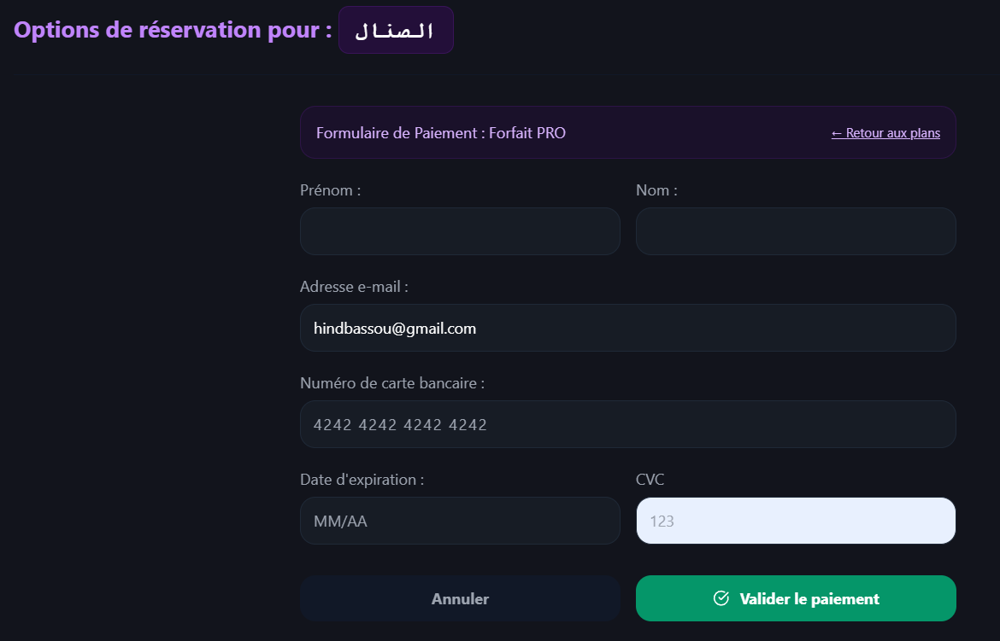 Options de réservation pour : الصنال
Formulaire de Paiement : Forfait PRO ← Retour aux plans
Prénom : Nom :
Adresse e-mail :
hindbassou@gmail.com
Numéro de carte bancaire :
4242 4242 4242 4242
Date d'expiration : CVC
MM/AA 123
Annuler Valider le paiement